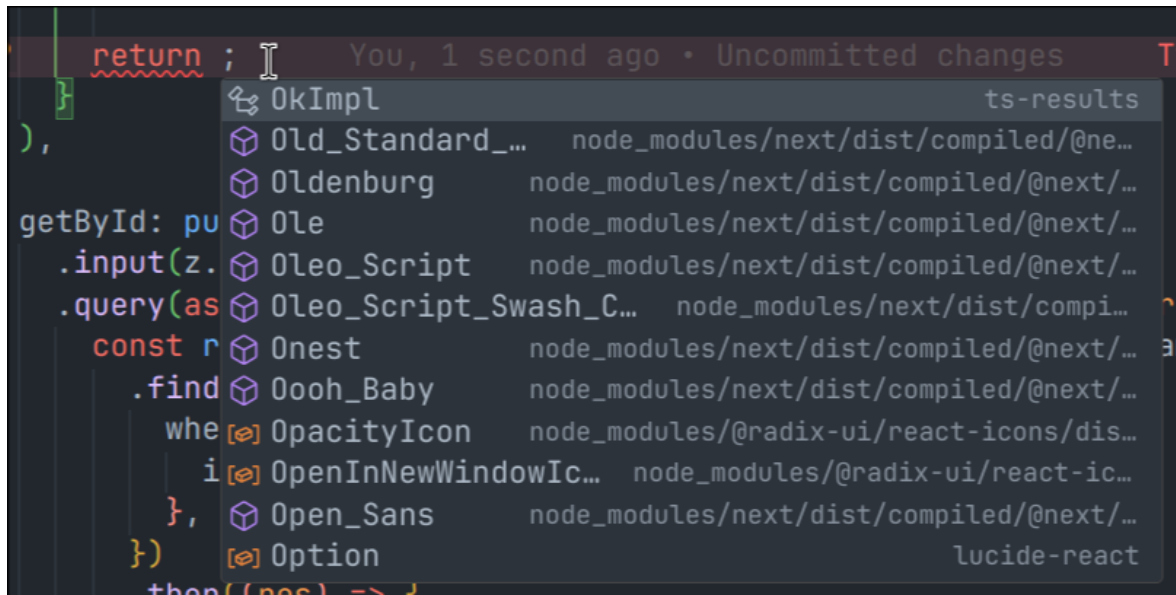 return ; You, 1 second ago • Uncommitted changes T
}
OkImpl ts-results
), Old_Standard_… node_modules/next/dist/compiled/@ne…
Oldenburg node_modules/next/dist/compiled/@next/…
getById: pu Ole node_modules/next/dist/compiled/@next/…
.input(z. Oleo_Script node_modules/next/dist/compiled/@next/…
.query(as Oleo_Script_Swash_C… node_modules/next/dist/compi…
const r Onest node_modules/next/dist/compiled/@next/… a
.find Oooh_Baby node_modules/next/dist/compiled/@next/…
whe OpacityIcon node_modules/@radix-ui/react-icons/dis…
i OpenInNewWindowIc… node_modules/@radix-ui/react-ic…
}, Open_Sans node_modules/next/dist/compiled/@next/…
}) Option lucide-react
then((res) => {